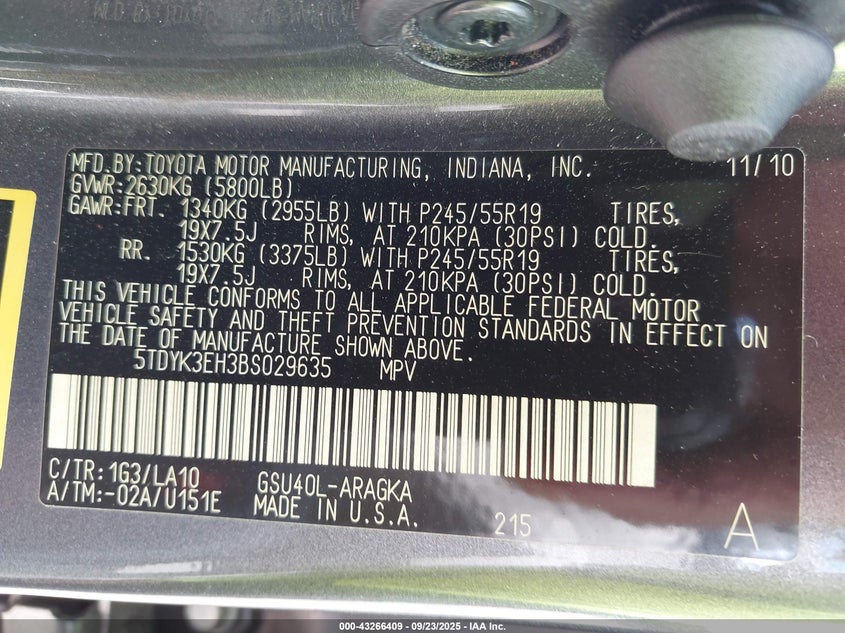 MFD.BY:TOYOTA MOTOR MANUFACTURING, INDIANA, INC. 11/10
GVWR:2630KG (5800LB)
GAWR:FRT. 1340KG (2955LB) WITH P245/55R19 TIRES,
19X7.5J RIMS, AT 210KPA (30PSI) COLD.
RR. 1530KG (3375LB) WITH P245/55R19 TIRES,
19X7.5J RIMS, AT 210KPA (30PSI) COLD.
THIS VEHICLE CONFORMS TO ALL APPLICABLE FEDERAL MOTOR
VEHICLE SAFETY AND THEFT PREVENTION STANDARDS IN EFFECT ON
THE DATE OF MANUFACTURE SHOWN ABOVE.
5TDYK3EH3BS029635 MPV
C/TR:1G3/LA10 GSU40L-ARAGKA
A/TM:-02A/U151E MADE IN U.S.A. 215 A
000-43266409 - 09/23/2025 - IAA Inc.